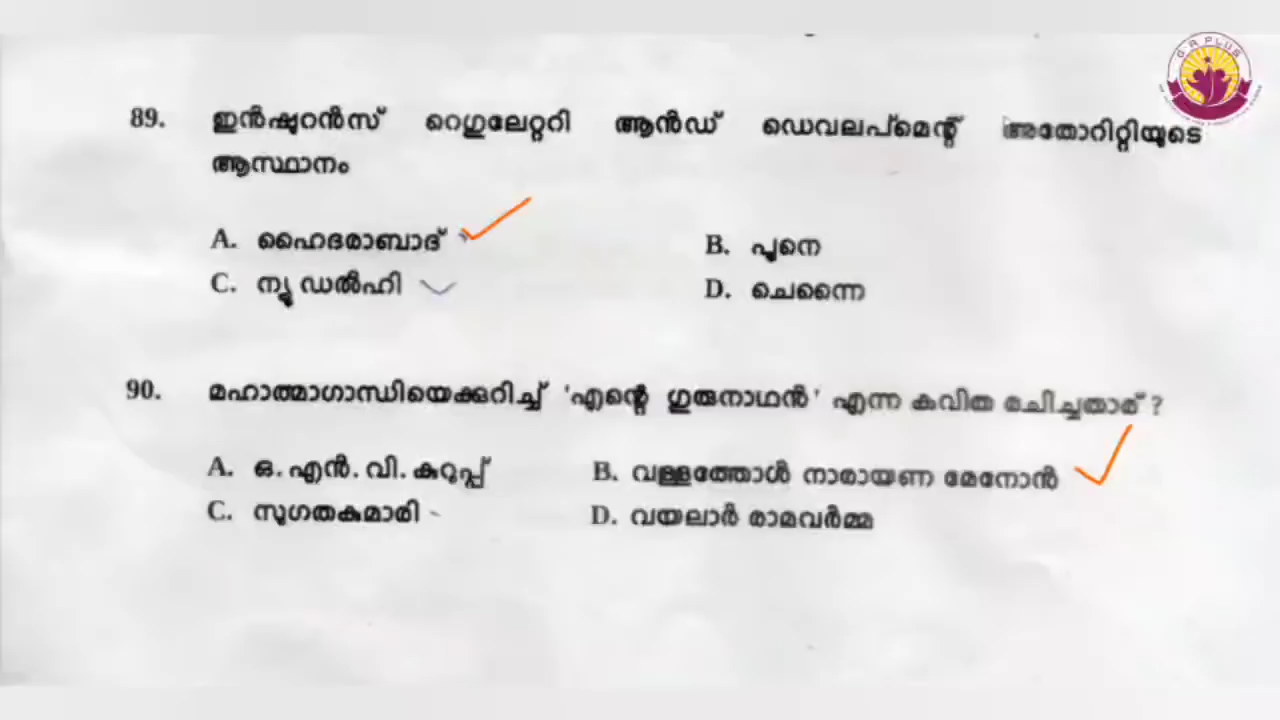 G R PLUS
89. ഇൻഷുറൻസ് റെഗുലേറ്ററി ആൻഡ് ഡെവലപ്മെന്റ് അതോറിറ്റിയുടെ
ആസ്ഥാനം
A. ഹൈദരാബാദ്
B. പൂനെ
C. ന്യൂ ഡൽഹി
D. ചെന്നൈ
90. മഹാത്മാഗാന്ധിയെക്കുറിച്ച് 'എന്റെ ഗുരുനാഥൻ' എന്ന കവിത രചിച്ചതാര് ?
A. ഒ.എൻ.വി.കുറുപ്പ്
B. വള്ളത്തോൾ നാരായണ മേനോൻ
C. സുഗതകുമാരി
D. വയലാർ രാമവർമ്മ